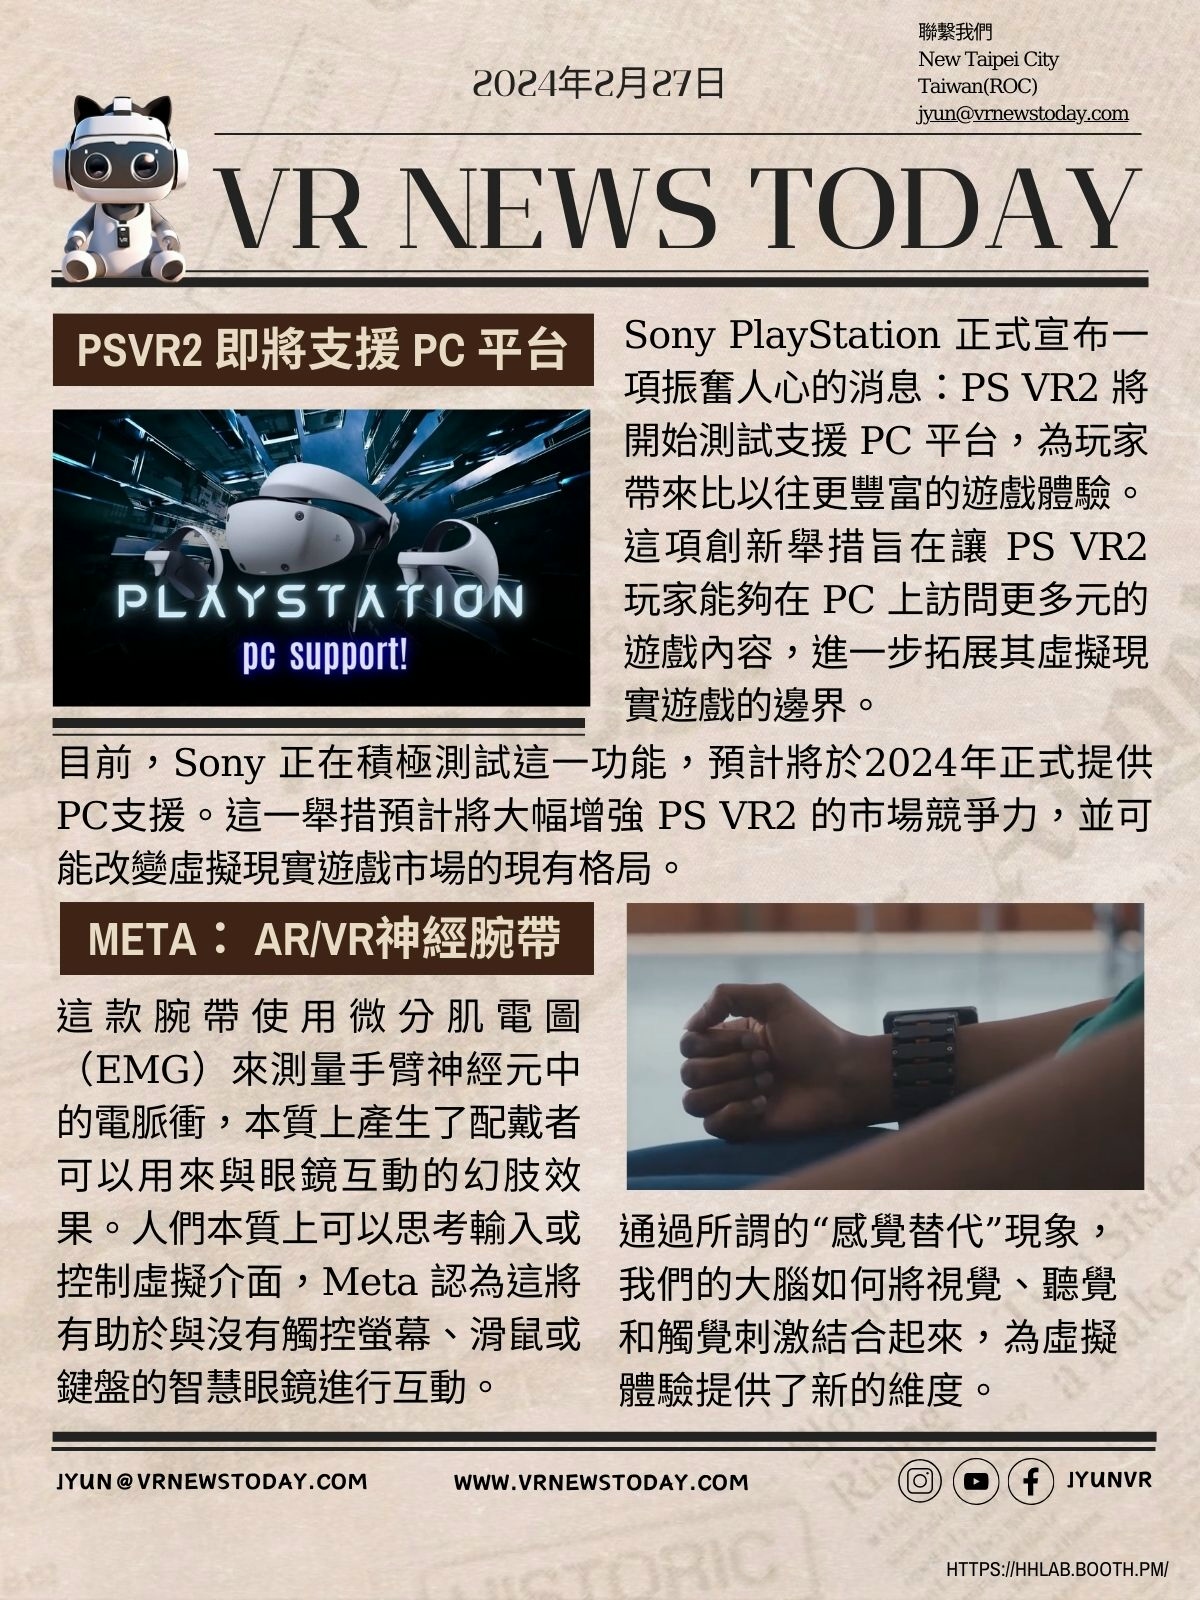 聯繫我們
New Taipei City
Taiwan(ROC)
jyun@vrnewstoday.com
2024年2月27日
VR NEWS TODAY
PSVR2 即將支援 PC 平台
PLAYSTATION
pc support!
Sony PlayStation 正式宣布一
項振奮人心的消息：PS VR2 將
開始測試支援 PC 平台，為玩家
帶來比以往更豐富的遊戲體驗。
這項創新舉措旨在讓 PS VR2
玩家能夠在 PC 上訪問更多元的
遊戲內容，進一步拓展其虛擬現
實遊戲的邊界。
目前，Sony 正在積極測試這一功能，預計將於2024年正式提供
PC支援。這一舉措預計將大幅增強 PS VR2 的市場競爭力，並可
能改變虛擬現實遊戲市場的現有格局。
META： AR/VR神經腕帶
這款腕帶使用微分肌電圖
（EMG）來測量手臂神經元中
的電脈衝，本質上產生了配戴者
可以用來與眼鏡互動的幻肢效
果。人們本質上可以思考輸入或
控制虛擬介面，Meta 認為這將
有助於與沒有觸控螢幕、滑鼠或
鍵盤的智慧眼鏡進行互動。
通過所謂的“感覺替代”現象，
我們的大腦如何將視覺、聽覺
和觸覺刺激結合起來，為虛擬
體驗提供了新的維度。
JYUN@VRNEWSTODAY.COM
WWW.VRNEWSTODAY.COM
JYUNVR
HTTPS://HHLAB.BOOTH.PM/